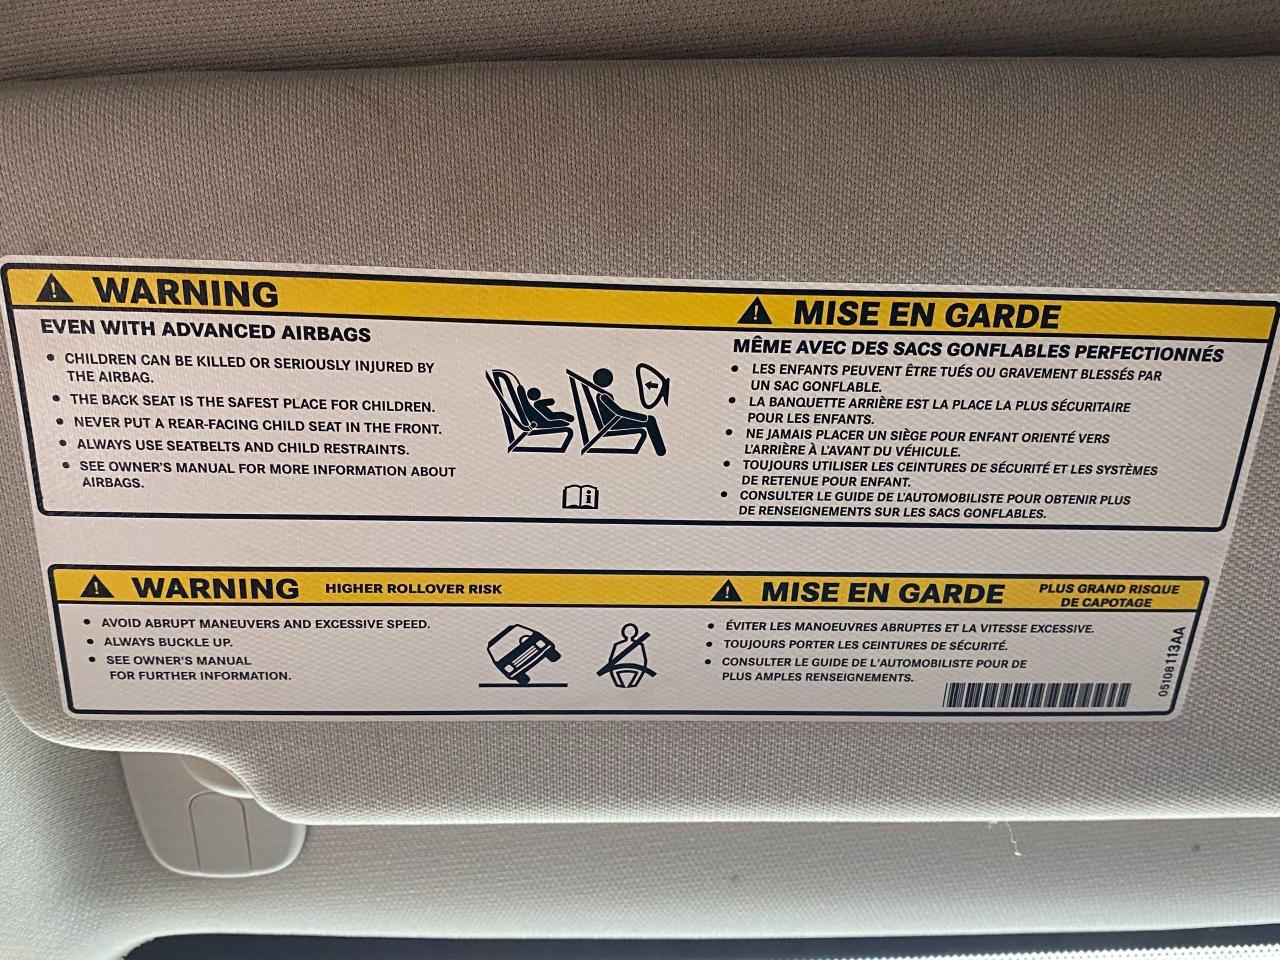 WARNING
EVEN WITH ADVANCED AIRBAGS
• CHILDREN CAN BE KILLED OR SERIOUSLY INJURED BY
THE AIRBAG.
• THE BACK SEAT IS THE SAFEST PLACE FOR CHILDREN.
• NEVER PUT A REAR-FACING CHILD SEAT IN THE FRONT.
• ALWAYS USE SEATBELTS AND CHILD RESTRAINTS.
• SEE OWNER'S MANUAL FOR MORE INFORMATION ABOUT
AIRBAGS.
MISE EN GARDE
MÊME AVEC DES SACS GONFLABLES PERFECTIONNÉS
• LES ENFANTS PEUVENT ÊTRE TUÉS OU GRAVEMENT BLESSÉS PAR
UN SAC GONFLABLE.
• LA BANQUETTE ARRIÈRE EST LA PLACE LA PLUS SÉCURITAIRE
POUR LES ENFANTS.
• NE JAMAIS PLACER UN SIÈGE POUR ENFANT ORIENTÉ VERS
L'ARRIÈRE À L'AVANT DU VÉHICULE.
• TOUJOURS UTILISER LES CEINTURES DE SÉCURITÉ ET LES SYSTÈMES
DE RETENUE POUR ENFANT.
• CONSULTER LE GUIDE DE L'AUTOMOBILISTE POUR OBTENIR PLUS
DE RENSEIGNEMENTS SUR LES SACS GONFLABLES.
WARNING HIGHER ROLLOVER RISK
• AVOID ABRUPT MANEUVERS AND EXCESSIVE SPEED.
• ALWAYS BUCKLE UP.
• SEE OWNER'S MANUAL
FOR FURTHER INFORMATION.
MISE EN GARDE PLUS GRAND RISQUE
DE CAPOTAGE
• ÉVITER LES MANOEUVRES ABRUPTES ET LA VITESSE EXCESSIVE.
• TOUJOURS PORTER LES CEINTURES DE SÉCURITÉ.
• CONSULTER LE GUIDE DE L'AUTOMOBILISTE POUR DE
PLUS AMPLES RENSEIGNEMENTS.
05108113AA